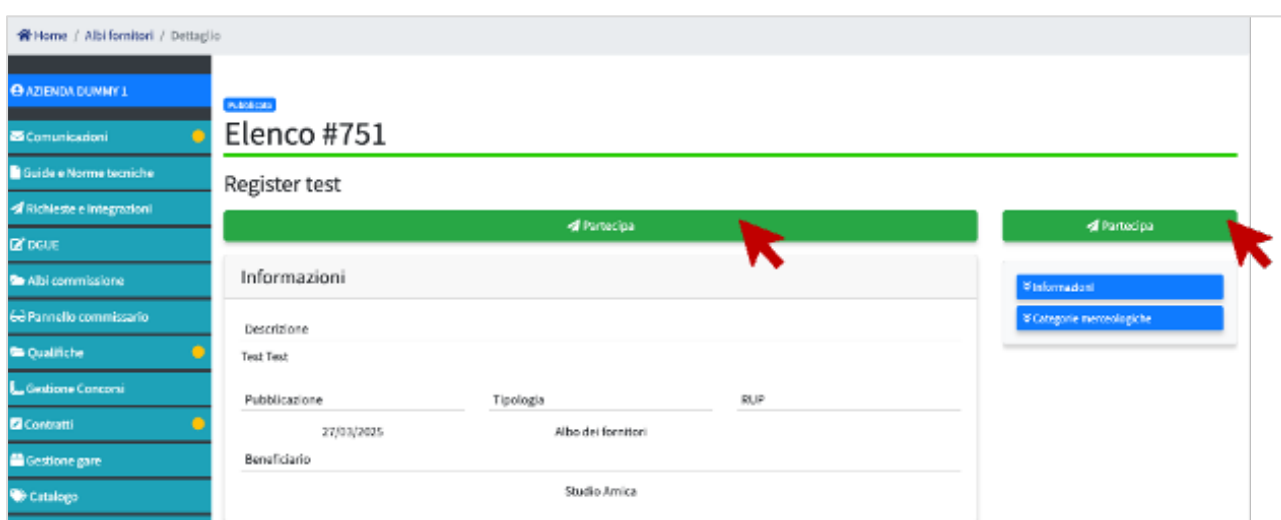 Home / Albi fornitori / Dettaglio
AZIENDA DUMMY 1
Comunicazioni
Guide e Norme tecniche
Richieste e Integrazioni
DGUE
Albi commissione
Pannello commissario
Qualifiche
Gestione Concorsi
Contratti
Gestione gare
Catalogo
Pubblicata
Elenco #751
Register test
Partecipa
Informazioni
Descrizione
Test Test
Pubblicazione Tipologia RUP
27/03/2025 Albo dei fornitori
Beneficiario
Studio Amica
Partecipa
Informazioni
Categorie merceologiche